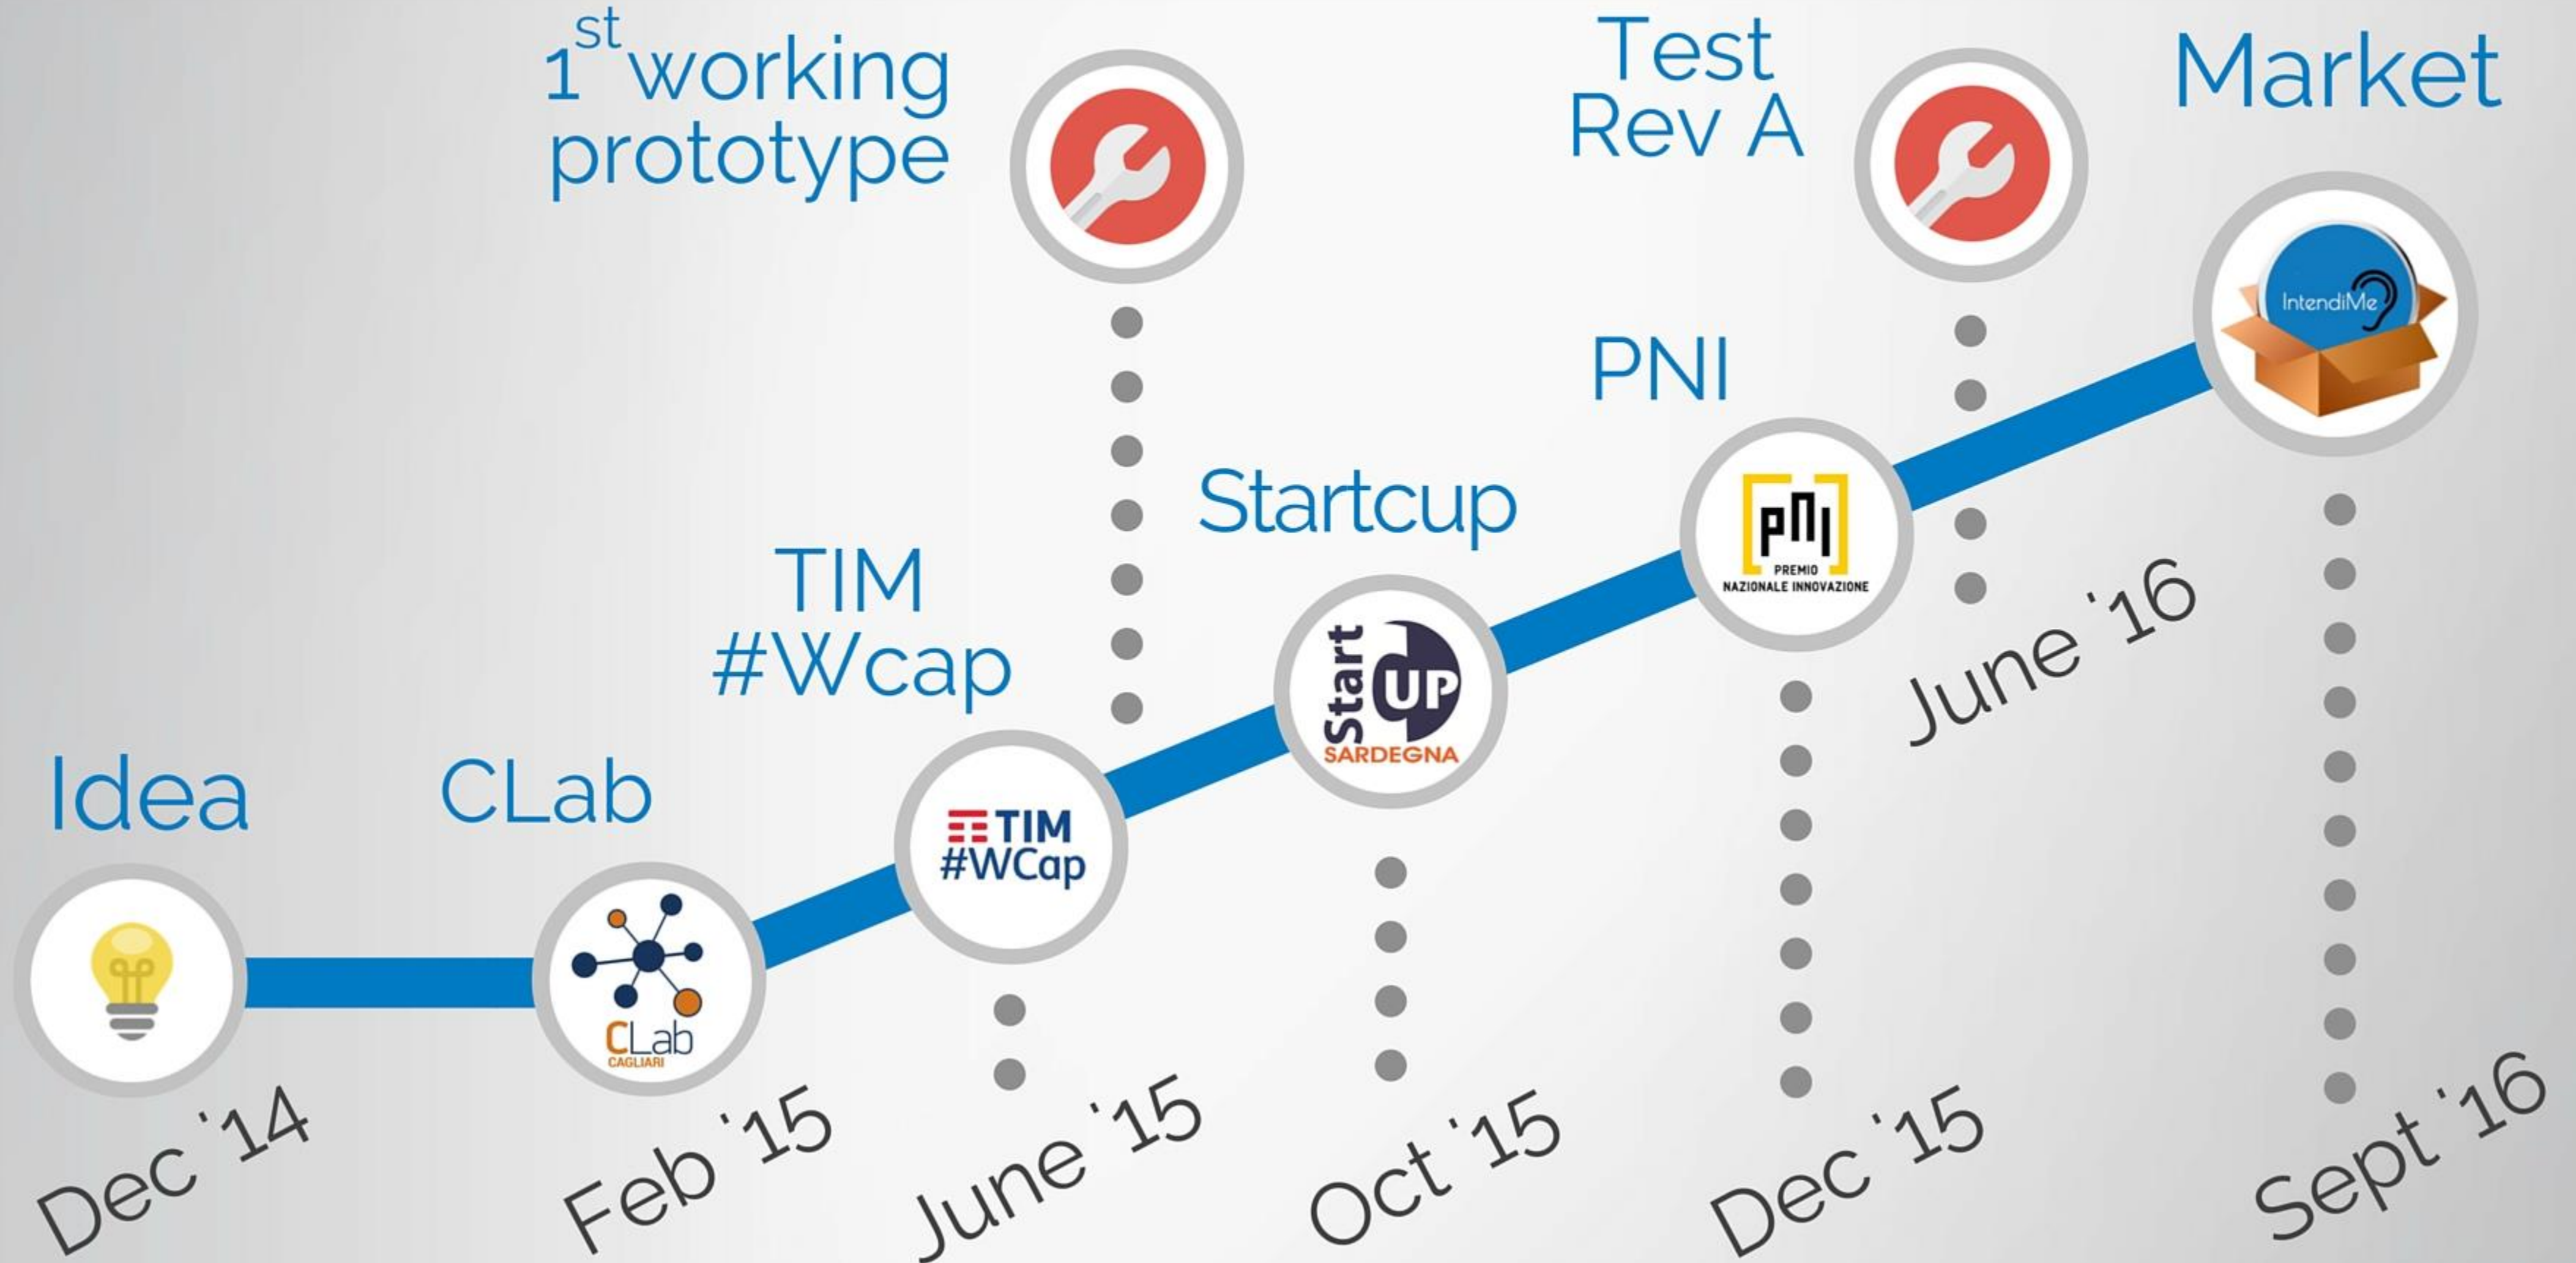 1st working
prototype
Test
Rev A
Market
IntendiMe
PNI
pnı
PREMIO
NAZIONALE INNOVAZIONE
Startcup
Start
UP
SARDEGNA
TIM
#Wcap
TIM
#WCap
Idea
CLab
CLab
CAGLIARI
June '16
Dec '14
Feb '15
June '15
Oct '15
Dec '15
Sept '16